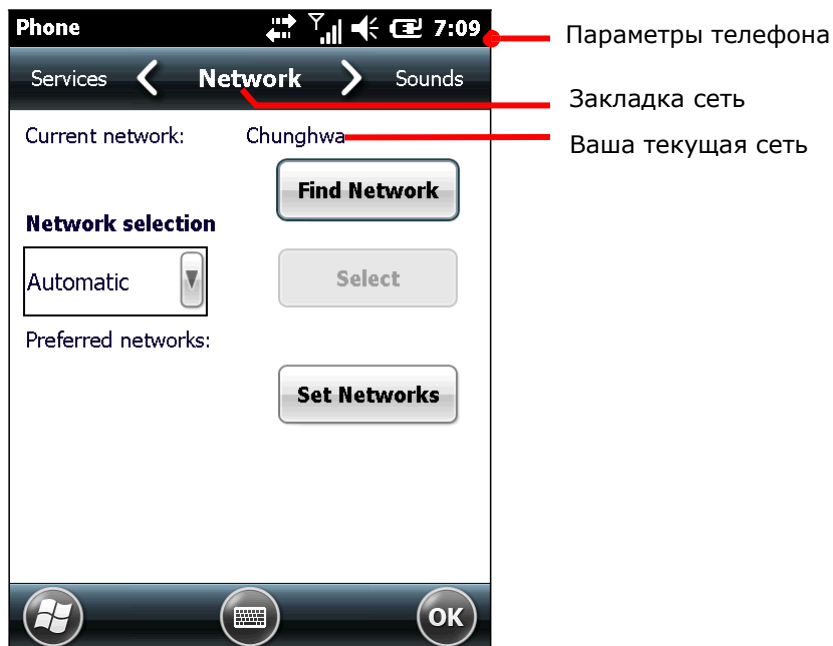 Phone 7:09
Параметры телефона
Services Network Sounds
Закладка сеть
Current network: Chunghwa
Ваша текущая сеть
Find Network
Network selection
Automatic
Select
Preferred networks:
Set Networks
OK